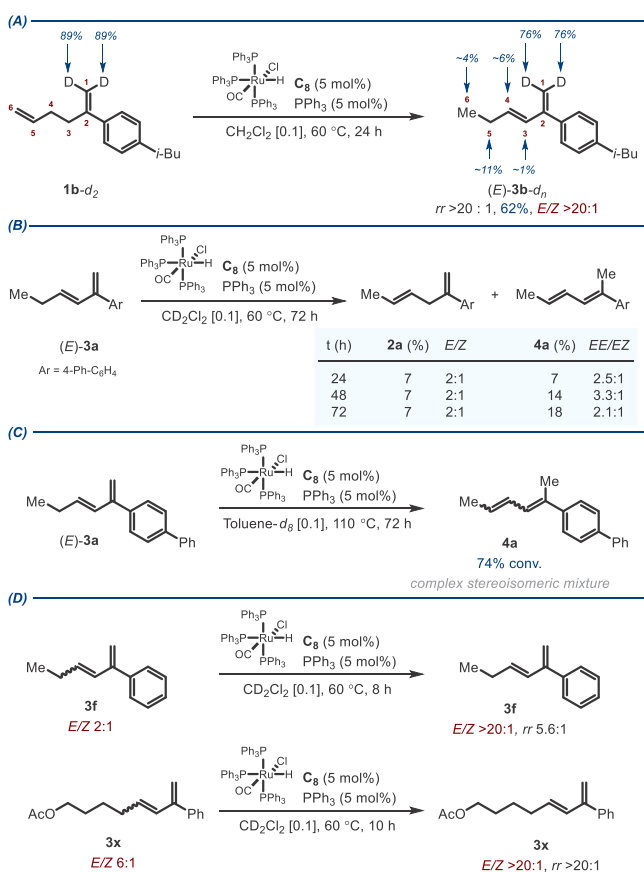 (A)
89% 89%
D D
1
2
3
4
5
6
i-Bu
1b-d2
Ph3P
Cl
Ph3P Ru H
OC
PPh3
C8 (5 mol%)
PPh3 (5 mol%)
CH2Cl2 [0.1], 60 °C, 24 h
76% 76%
~4% ~6%
D D
1
2
3
4
5
6
Me
~11% ~1%
i-Bu
(E)-3b-dn
rr >20 : 1, 62%, E/Z >20:1
(B)
Me
Ar
(E)-3a
Ar = 4-Ph-C6H4
Ph3P
Cl
Ph3P Ru H
OC
PPh3
C8 (5 mol%)
PPh3 (5 mol%)
CD2Cl2 [0.1], 60 °C, 72 h
Me
Ar
+
Me
Me
Ar
t (h) 2a (%) E/Z 4a (%) EE/EZ
24 7 2:1 7 2.5:1
48 7 2:1 14 3.3:1
72 7 2:1 18 2.1:1
(C)
Me
Ph
(E)-3a
Ph3P
Cl
Ph3P Ru H
OC
PPh3
C8 (5 mol%)
PPh3 (5 mol%)
Toluene-d8 [0.1], 110 °C, 72 h
Me
Me
Ph
4a
74% conv.
complex stereoisomeric mixture
(D)
Me
3f
E/Z 2:1
Ph3P
Cl
Ph3P Ru H
OC
PPh3
C8 (5 mol%)
PPh3 (5 mol%)
CD2Cl2 [0.1], 60 °C, 8 h
Me
3f
E/Z >20:1, rr 5.6:1
AcO
Ph
3x
E/Z 6:1
Ph3P
Cl
Ph3P Ru H
OC
PPh3
C8 (5 mol%)
PPh3 (5 mol%)
CD2Cl2 [0.1], 60 °C, 10 h
AcO
Ph
3x
E/Z >20:1, rr >20:1